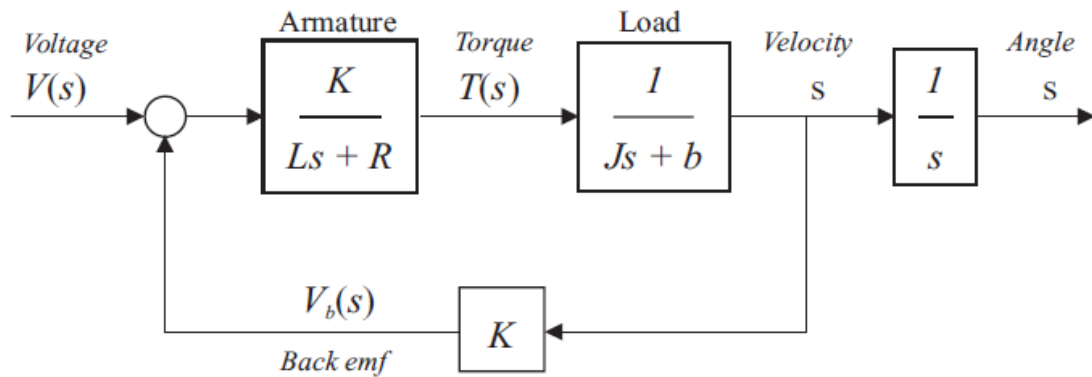 Armature
Load
Voltage
Torque
Velocity
Angle
V(s)
K
Ls + R
T(s)
1
Js + b
s
1
s
s
V_b(s)
K
Back emf